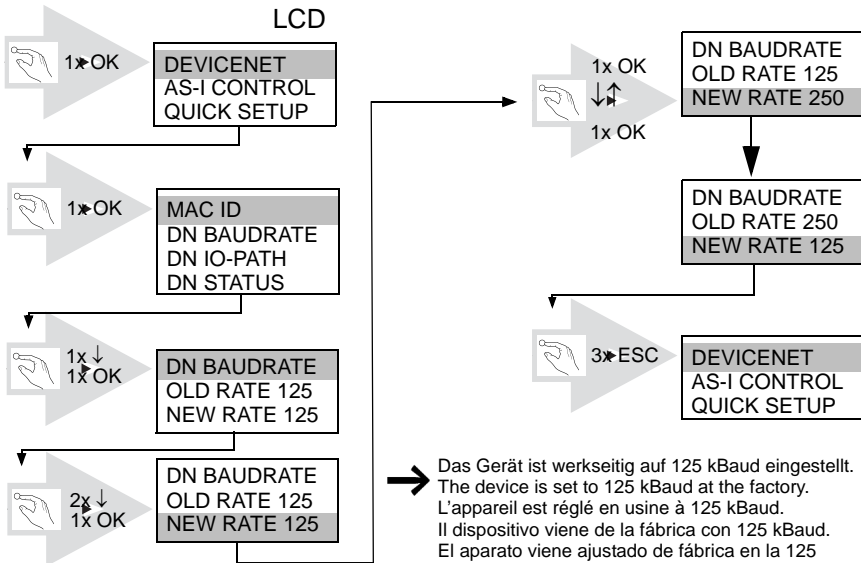 LCD
1x OK
DEVICENET
AS-I CONTROL
QUICK SETUP
1x OK
MAC ID
DN BAUDRATE
DN IO-PATH
DN STATUS
1x ↓
1x OK
DN BAUDRATE
OLD RATE 125
NEW RATE 125
2x ↓
1x OK
DN BAUDRATE
OLD RATE 125
NEW RATE 125
1x OK
↓↑
1x OK
DN BAUDRATE
OLD RATE 125
NEW RATE 250
DN BAUDRATE
OLD RATE 250
NEW RATE 125
3x ESC
DEVICENET
AS-I CONTROL
QUICK SETUP
Das Gerät ist werkseitig auf 125 kBaud eingestellt.
The device is set to 125 kBaud at the factory.
L'appareil est réglé en usine à 125 kBaud.
Il dispositivo viene de la fábrica con 125 kBaud.
El aparato viene ajustado de fábrica en la 125